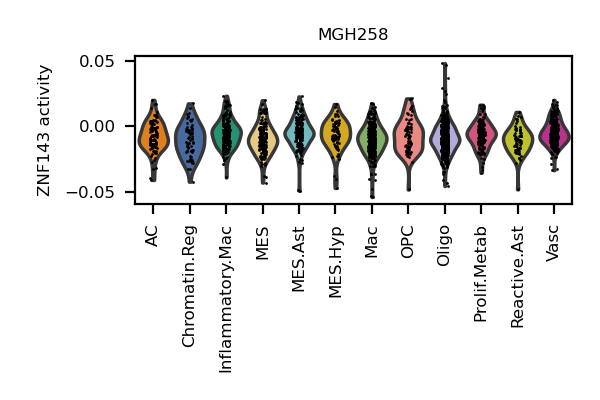 MGH258
ZNF143 activity
0.05
0.00
−0.05
AC
Chromatin.Reg
Inflammatory.Mac
MES
MES.Ast
MES.Hyp
Mac
OPC
Oligo
Prolif.Metab
Reactive.Ast
Vasc